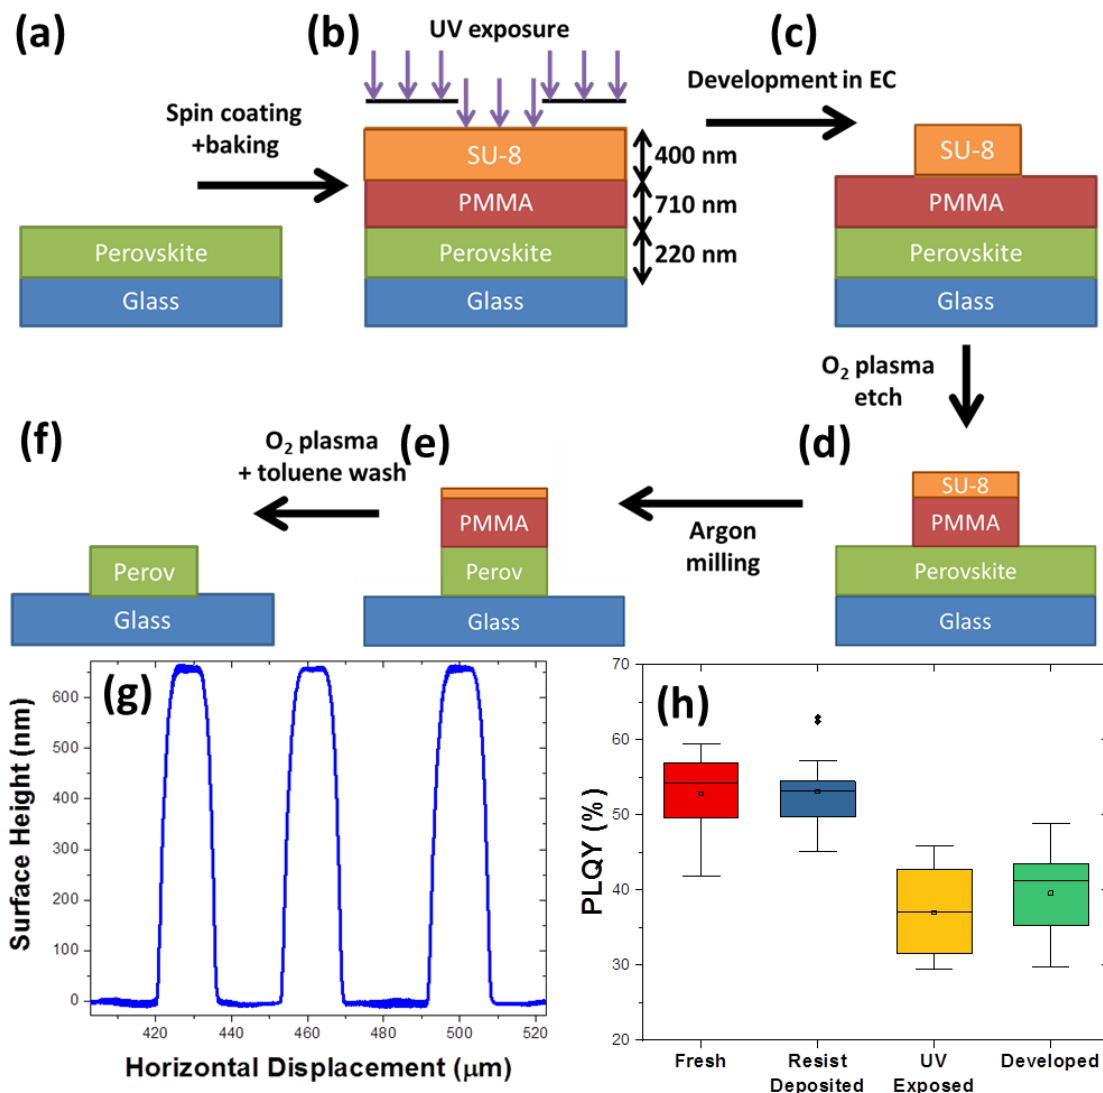 (a)
(b)
(c)
UV exposure
Spin coating
+baking
Development in EC
SU-8
400 nm
PMMA
710 nm
Perovskite
220 nm
Glass
Perovskite
Glass
SU-8
PMMA
Perovskite
Glass
O₂ plasma
etch
(f)
O₂ plasma
+ toluene wash
(e)
(d)
PMMA
Perov
Glass
Argon
milling
SU-8
PMMA
Perovskite
Glass
Perov
Glass
(g)
Surface Height (nm)
600
500
400
300
200
100
0
420
440
460
480
500
520
Horizontal Displacement (μm)
(h)
PLQY (%)
70
60
50
40
30
20
Fresh
Resist
Deposited
UV
Exposed
Developed